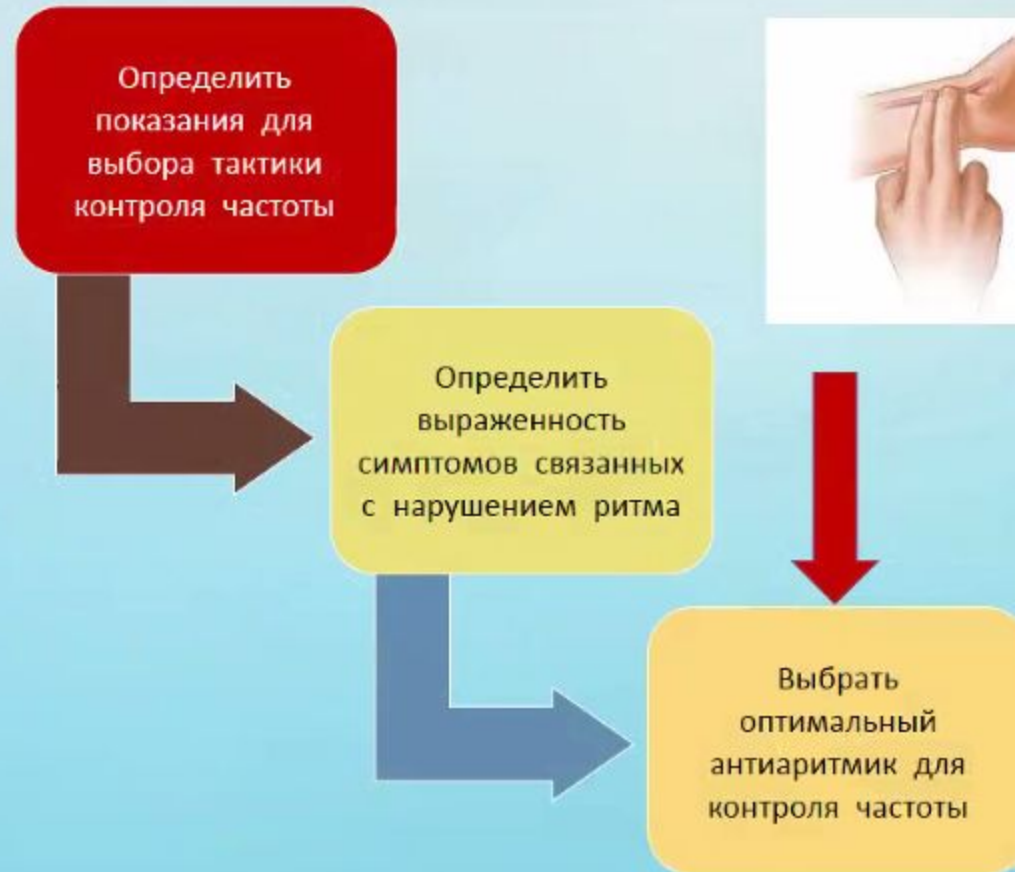 Определить
показания для
выбора тактики
контроля частоты
Определить
выраженность
симптомов связанных
с нарушением ритма
Выбрать
оптимальный
антиаритмик для
контроля частоты